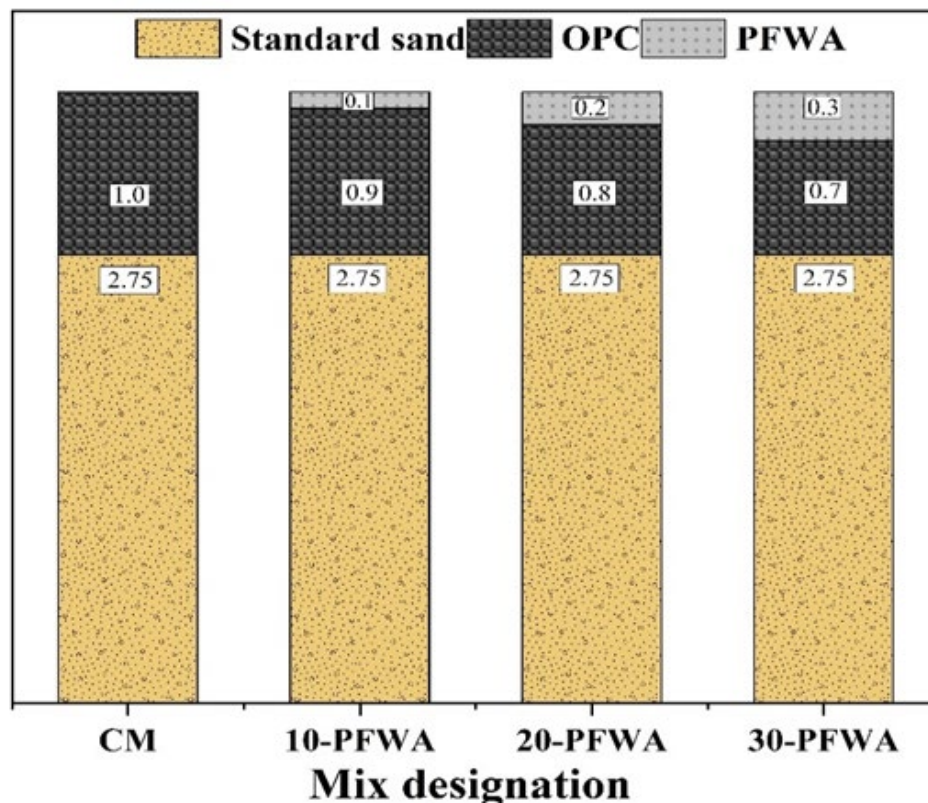 Standard sand OPC PFWA
0.1 0.2 0.3
1.0 0.9 0.8 0.7
2.75 2.75 2.75 2.75
CM 10-PFWA 20-PFWA 30-PFWA
Mix designation